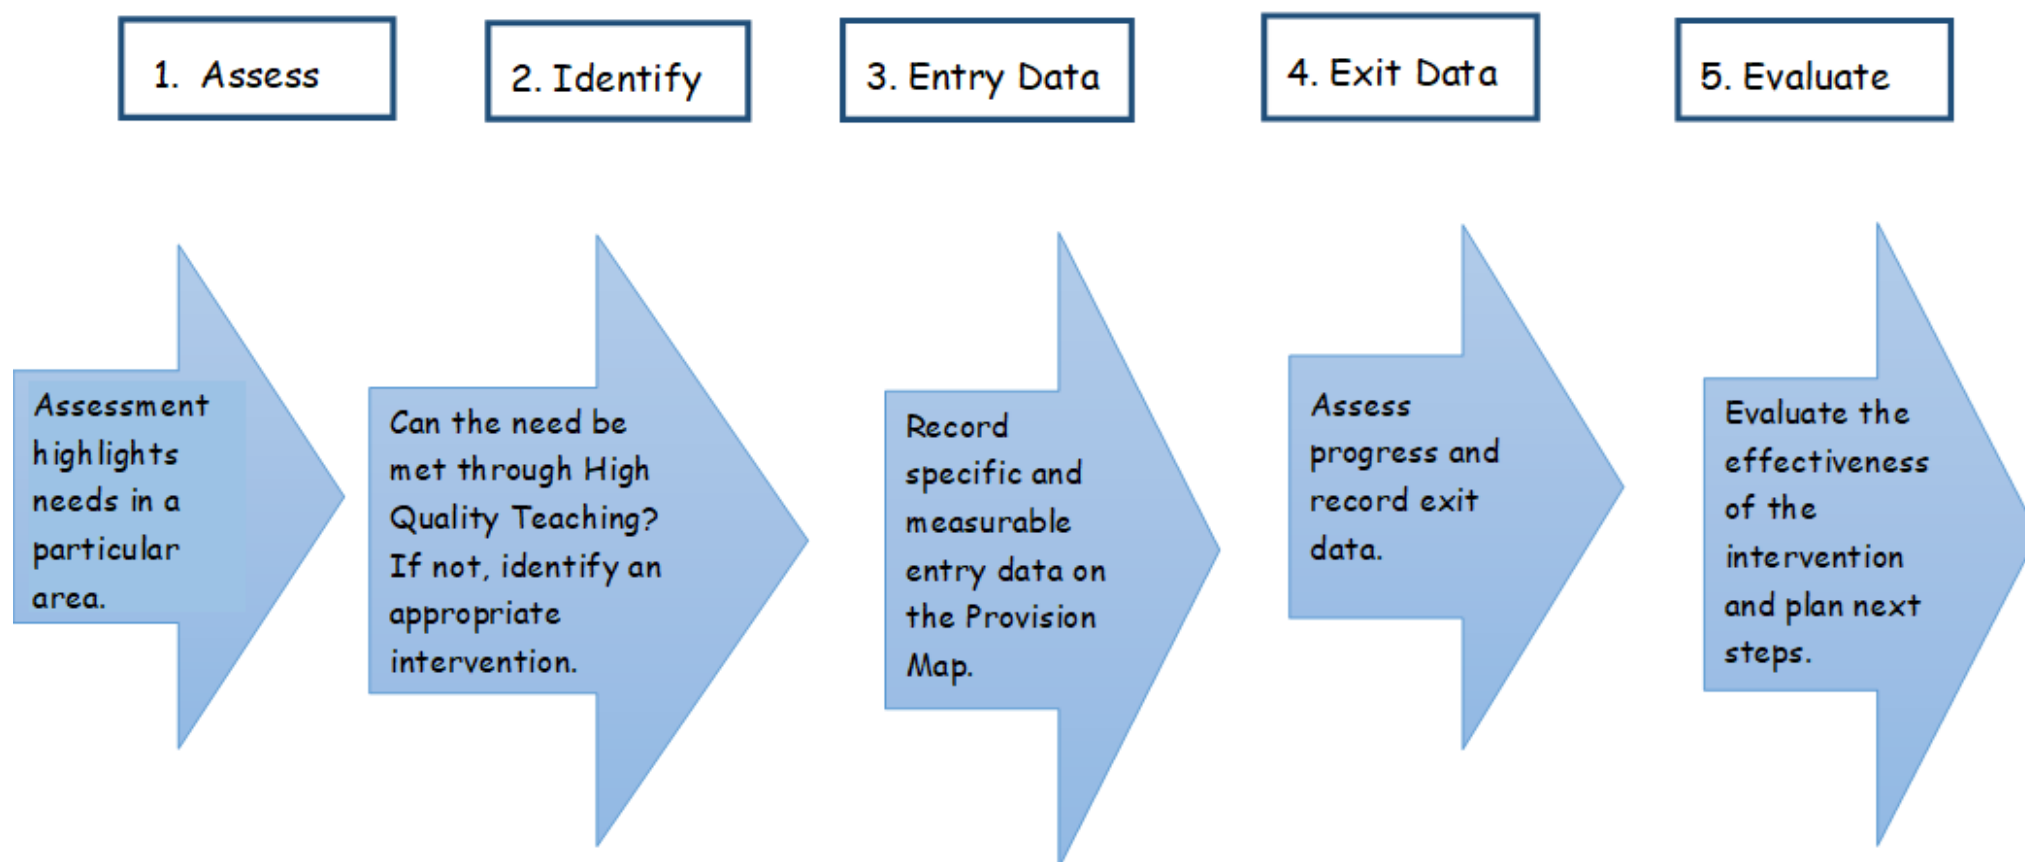 1. Assess
2. Identify
3. Entry Data
4. Exit Data
5. Evaluate
Assessment
highlights
needs in a
particular
area.
Can the need be
met through High
Quality Teaching?
If not, identify an
appropriate
intervention.
Record
specific and
measurable
entry data on
the Provision
Map.
Assess
progress and
record exit
data.
Evaluate the
effectiveness
of the
intervention
and plan next
steps.